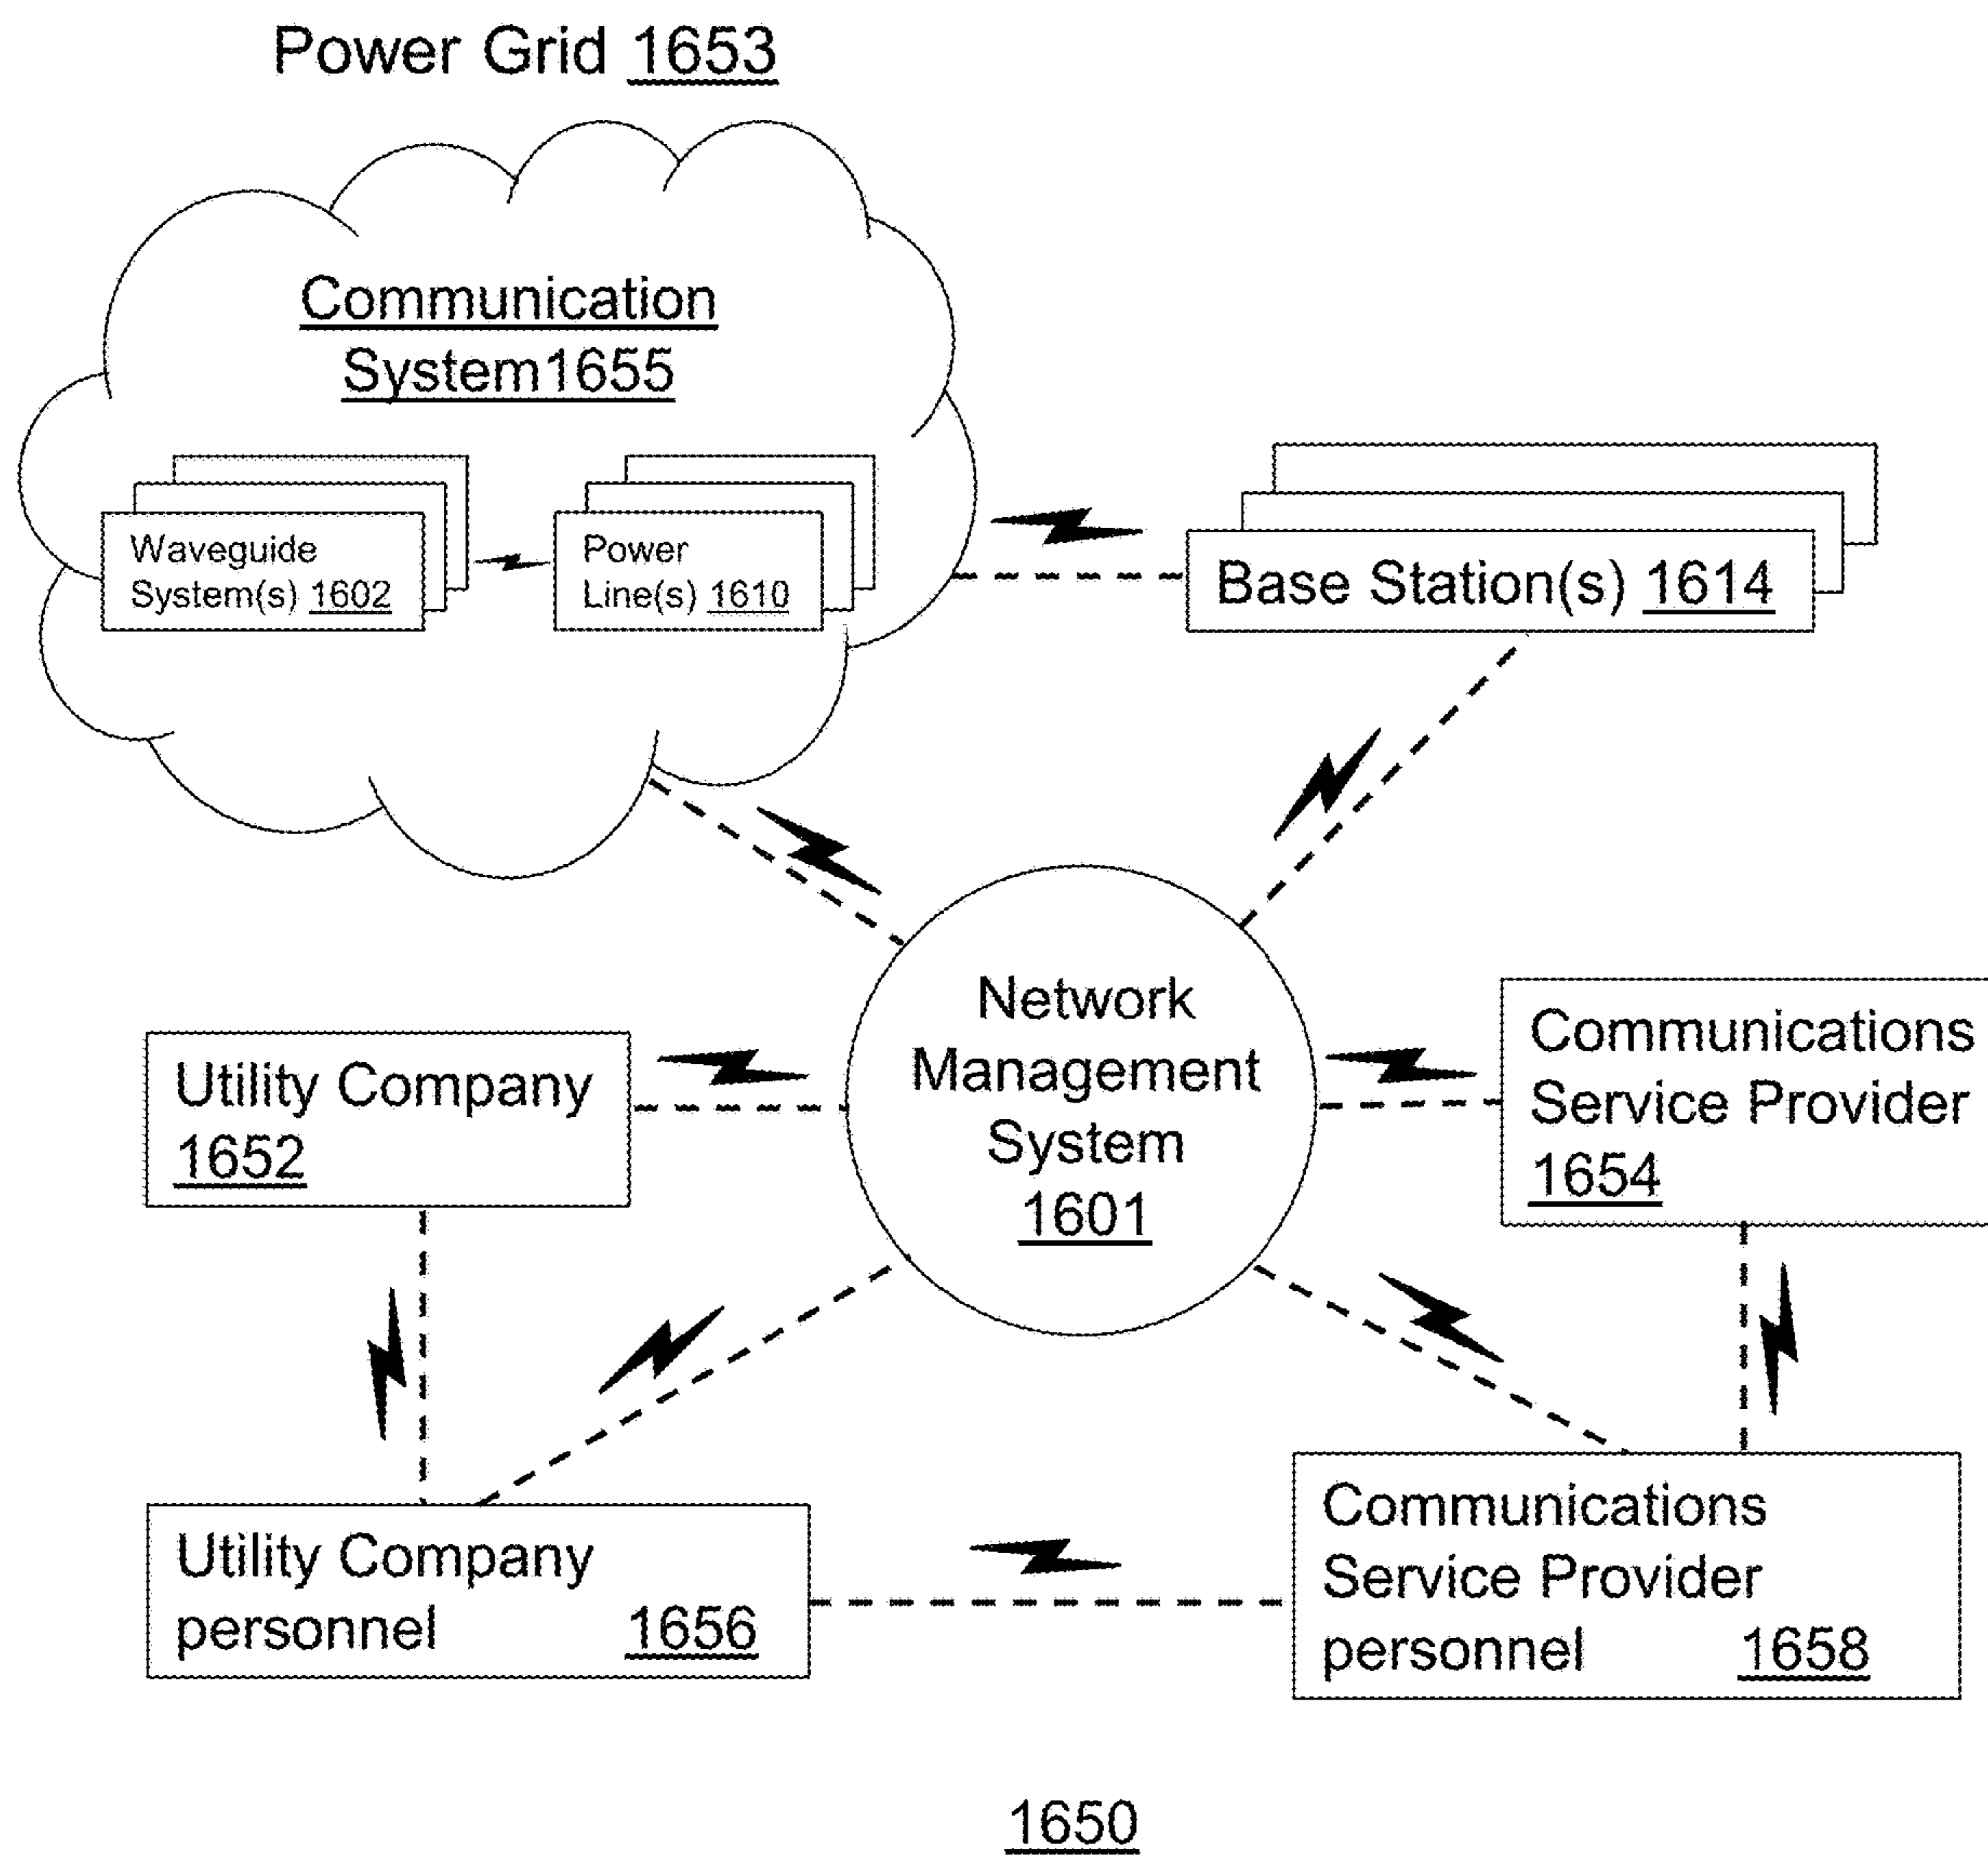 Power Grid 1653
Communication
System1655
Waveguide
System(s) 1602
Power
Line(s) 1610
Base Station(s) 1614
Network
Management
System
1601
Utility Company
1652
Communications
Service Provider
1654
Utility Company
personnel 1656
Communications
Service Provider
personnel 1658
1650